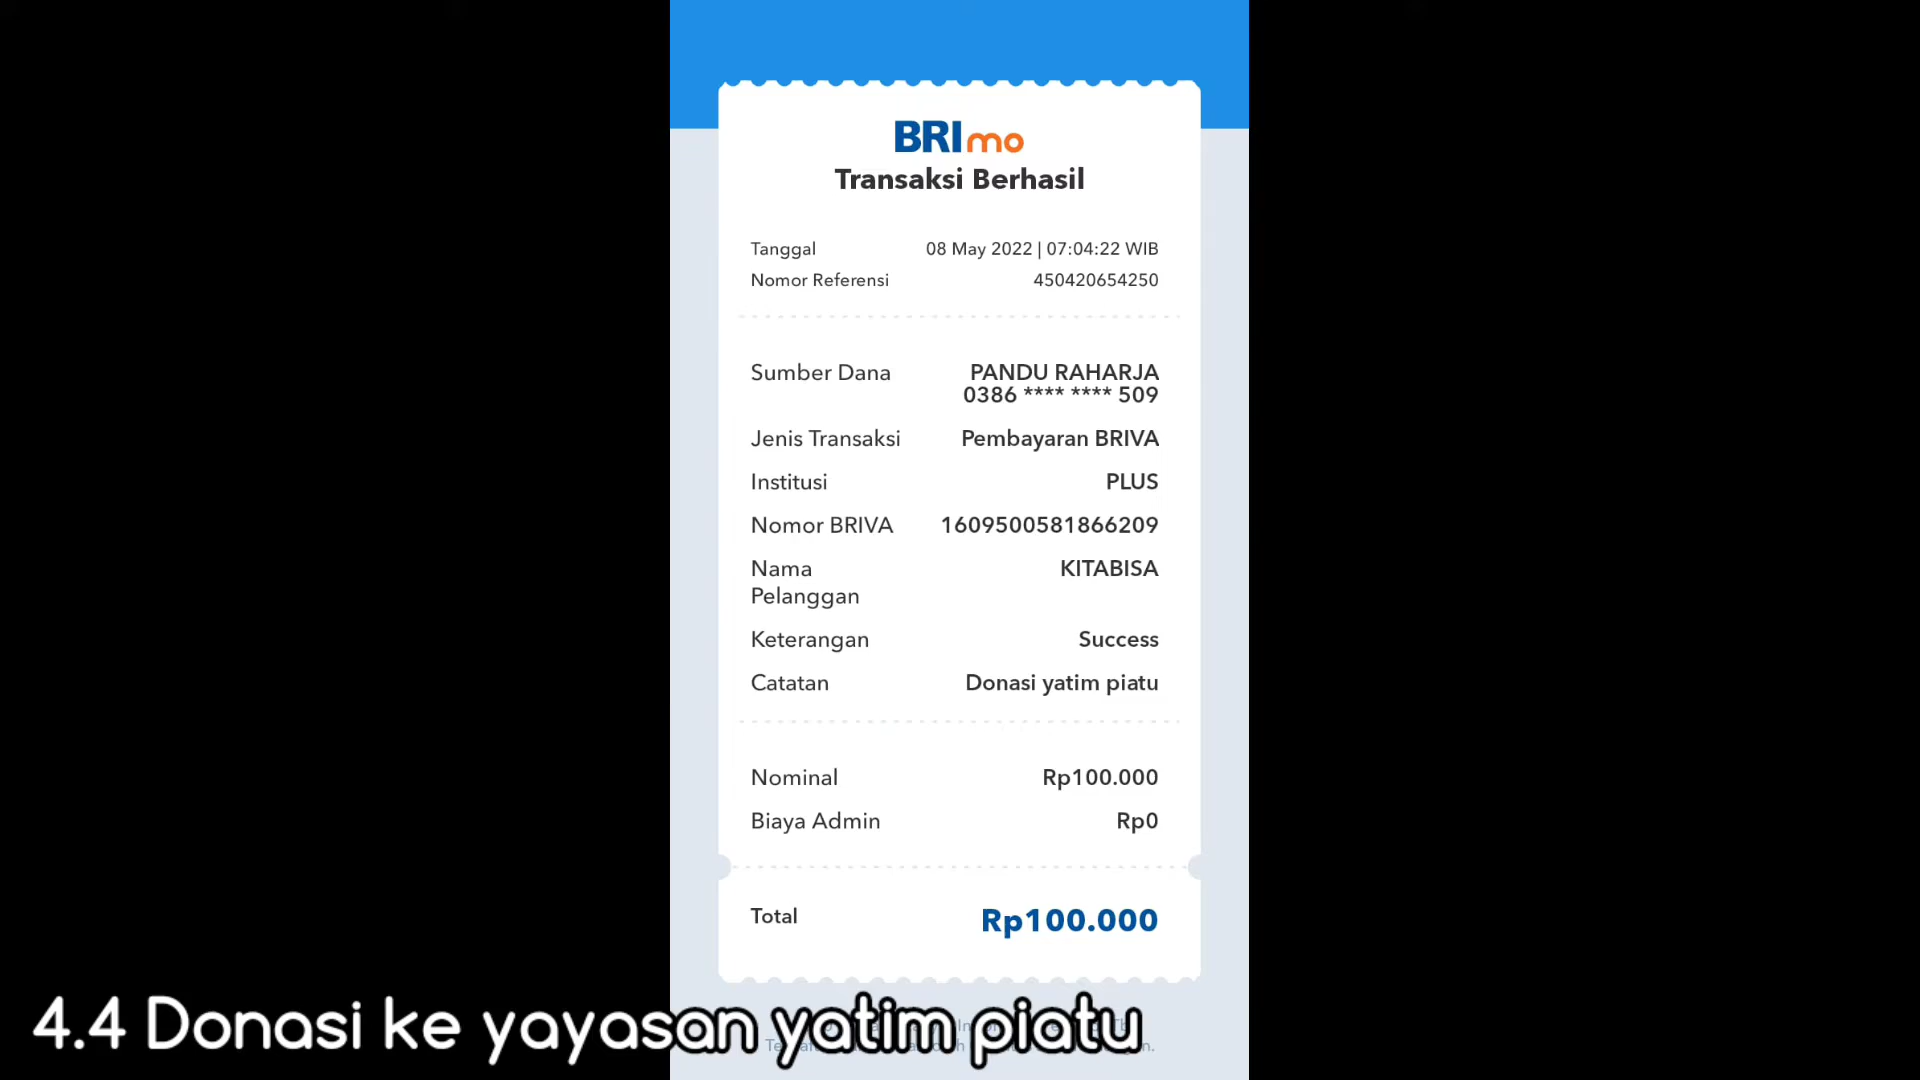 BRImo
Transaksi Berhasil
Tanggal 08 May 2022 | 07:04:22 WIB
Nomor Referensi 450420654250
Sumber Dana PANDU RAHARJA
0386 **** **** 509
Jenis Transaksi Pembayaran BRIVA
Institusi PLUS
Nomor BRIVA 1609500581866209
Nama KITABISA
Pelanggan
Keterangan Success
Catatan Donasi yatim piatu
Nominal Rp100.000
Biaya Admin Rp0
Total Rp100.000
4.4 Donasi ke yayasan yatim piatu